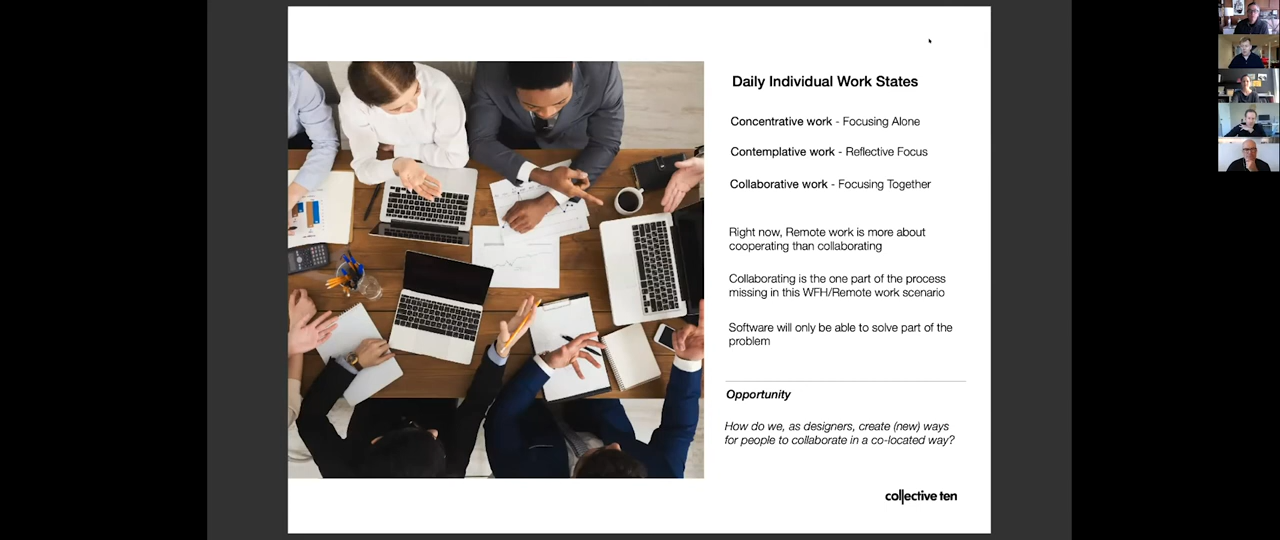 Daily Individual Work States
Concentrative work - Focusing Alone
Contemplative work - Reflective Focus
Collaborative work - Focusing Together
Right now, Remote work is more about
cooperating than collaborating
Collaborating is the one part of the process
missing in this WFH/Remote work scenario
Software will only be able to solve part of the
problem
Opportunity
How do we, as designers, create (new) ways
for people to collaborate in a co-located way?
collective ten